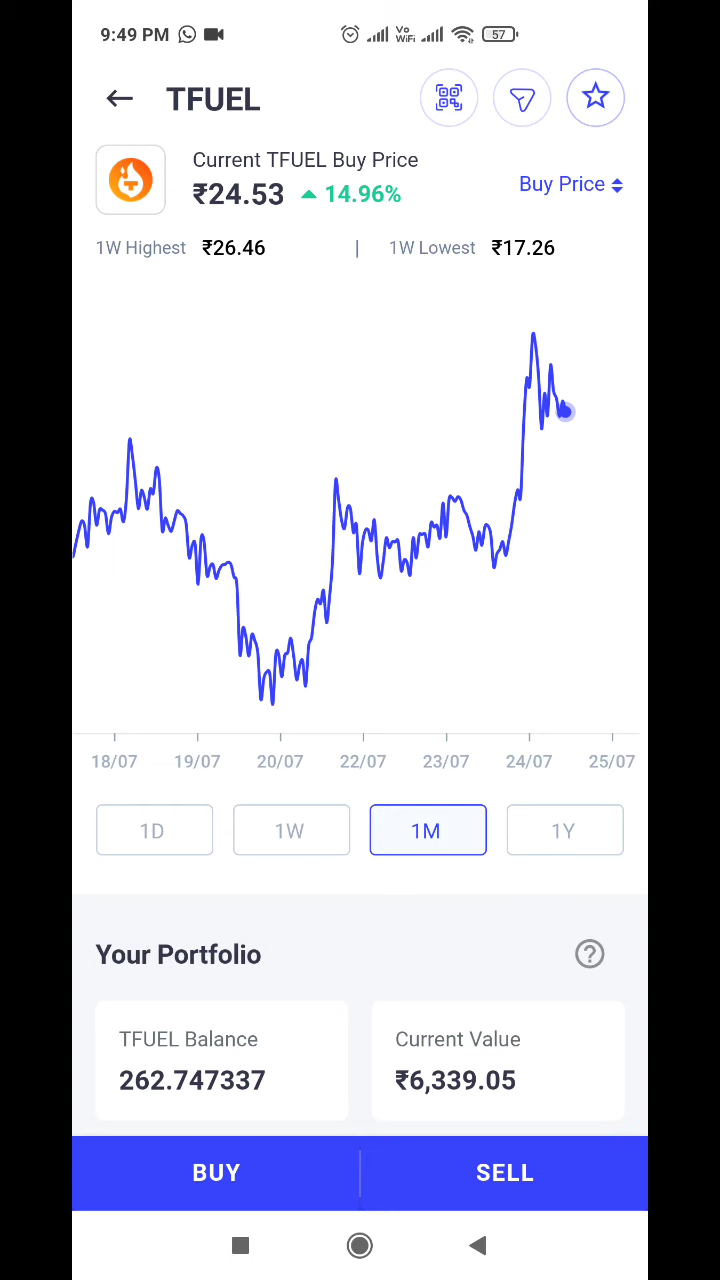 9:49 PM Vo WiFi 57
TFUEL
Current TFUEL Buy Price
₹24.53 14.96%
Buy Price
1W Highest ₹26.46 | 1W Lowest ₹17.26
18/07 19/07 20/07 22/07 23/07 24/07 25/07
1D 1W 1M 1Y
Your Portfolio ?
TFUEL Balance Current Value
262.747337 ₹6,339.05
BUY SELL